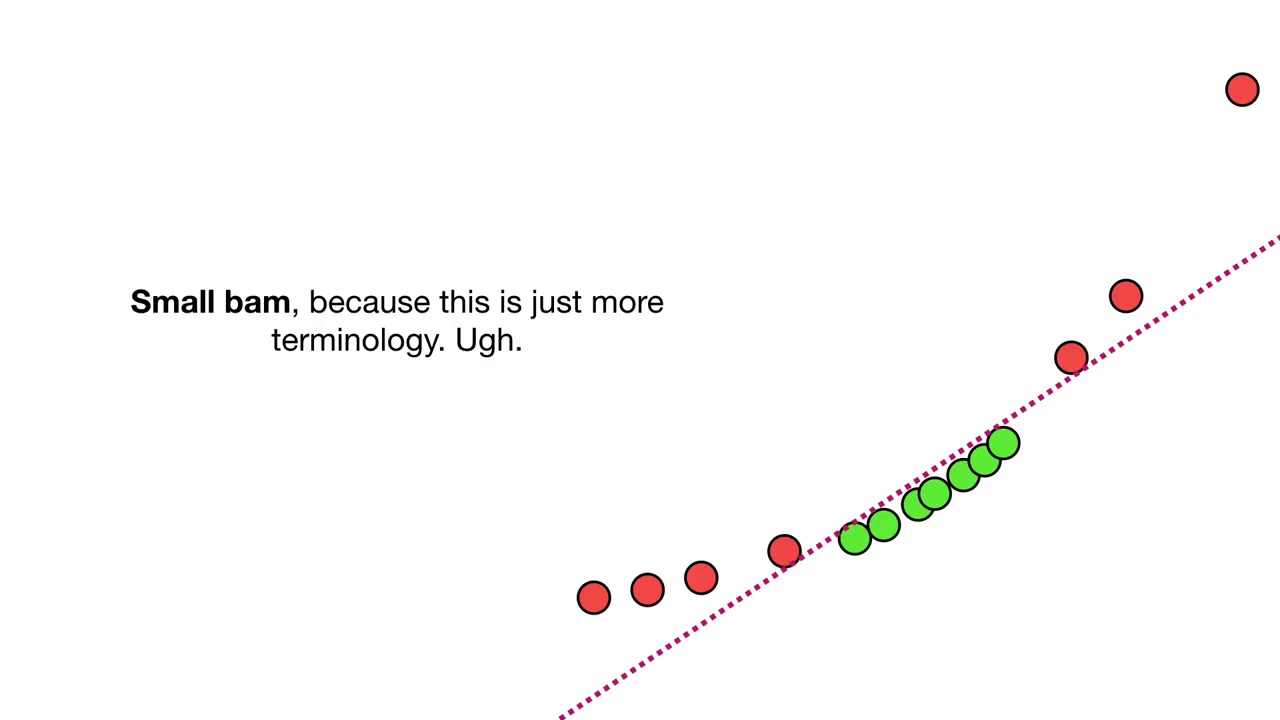 Small bam, because this is just more
terminology. Ugh.